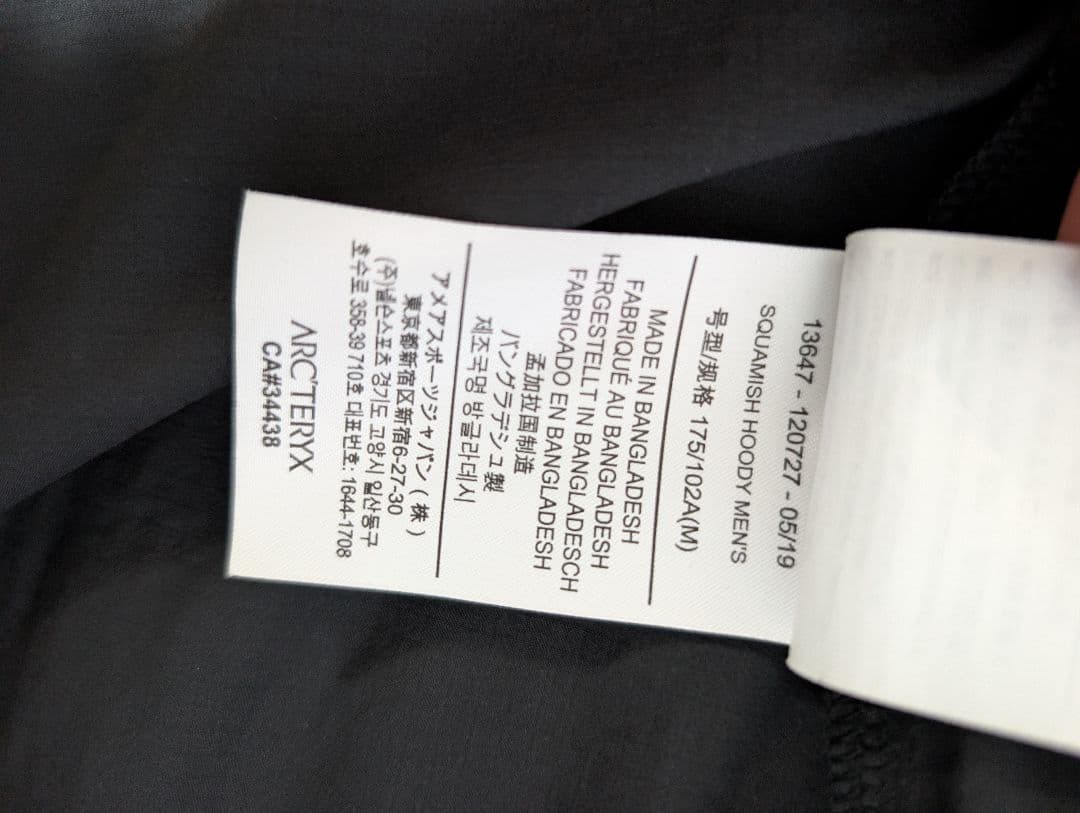 13647 - 120727 - 05/19
SQUAMISH HOODY MEN'S
号型/规格 175/102A(M)
MADE IN BANGLADESH
FABRIQUÉ AU BANGLADESH
HERGESTELLT IN BANGLADESCH
FABRICADO EN BANGLADESH
孟加拉国制造
バングラデシュ製
제조국명 방글라데시
アメアスポーツジャパン ( 株 )
東京都新宿区新宿6-27-30
(주)넬슨스포츠 경기도 고양시 일산동구
호수로 358-39 710호 대표번호: 1644-1708
ARC'TERYX
CA#34438